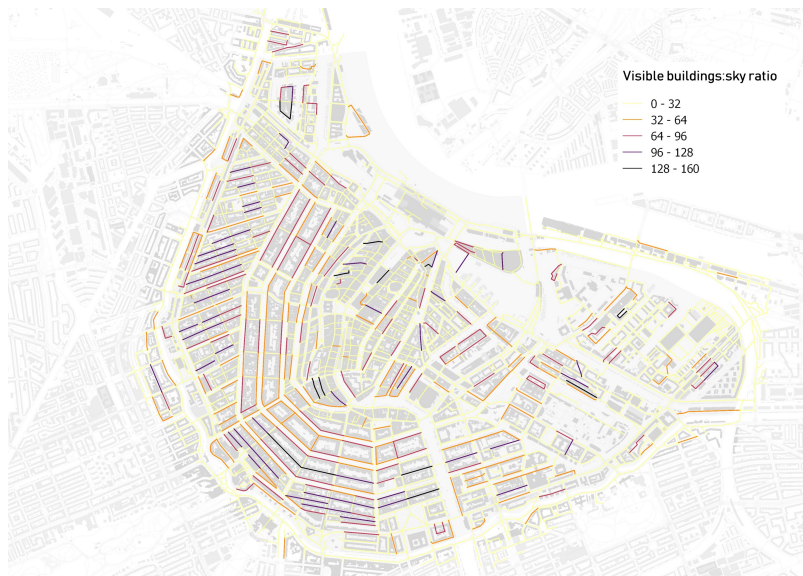 Visible buildings:sky ratio
0 - 32
32 - 64
64 - 96
96 - 128
128 - 160